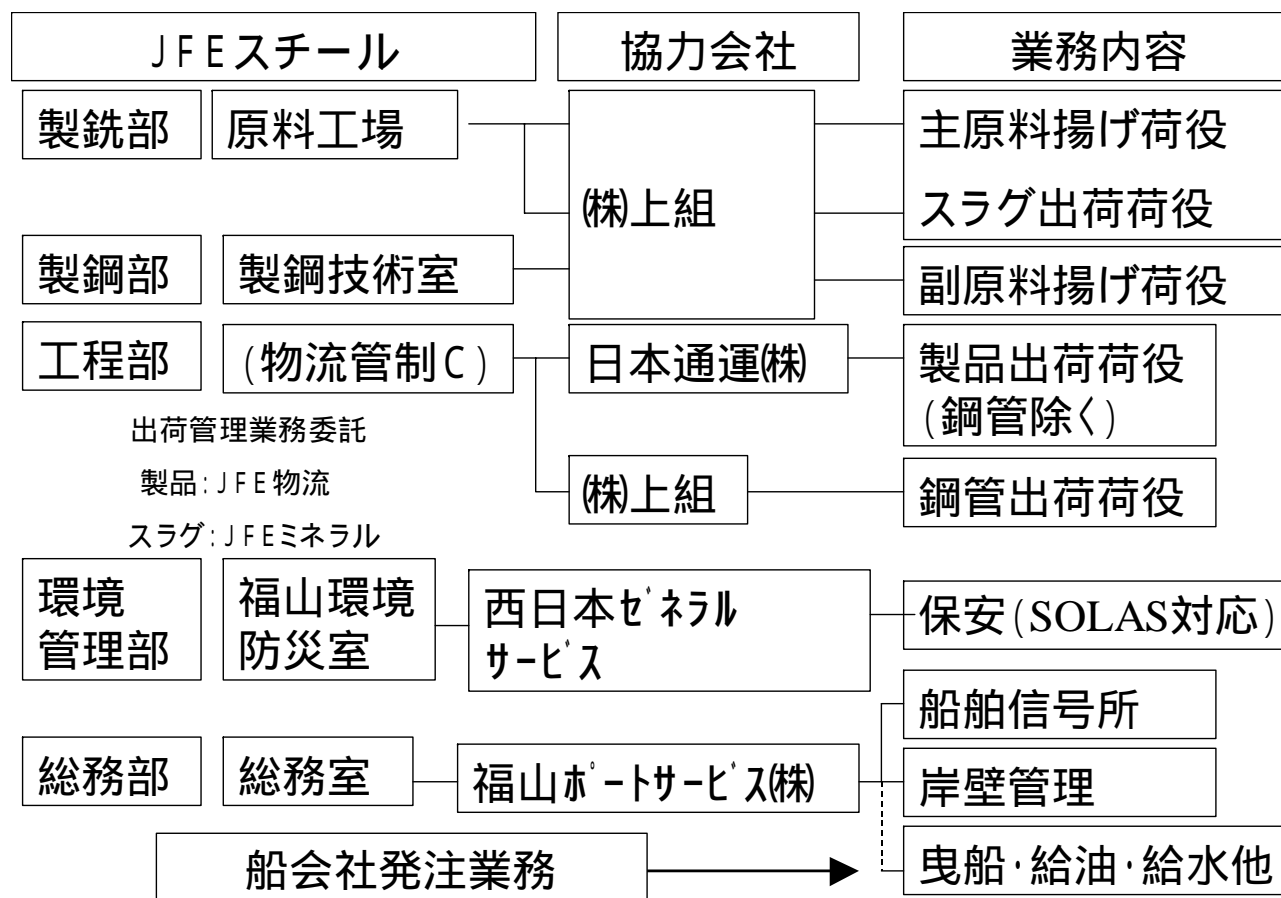 JFEスチール
協力会社
業務内容
製銑部
原料工場
㈱上組
主原料揚げ荷役
スラグ出荷荷役
製鋼部
製鋼技術室
副原料揚げ荷役
工程部
(物流管制C)
日本通運㈱
製品出荷荷役
(鋼管除く)
出荷管理業務委託
製品:JFE物流
スラグ:JFEミネラル
㈱上組
鋼管出荷荷役
環境
管理部
福山環境
防災室
西日本ゼネラル
サービス
保安(SOLAS対応)
船舶信号所
総務部
総務室
福山ポートサービス㈱
岸壁管理
船会社発注業務
曳船・給油・給水他